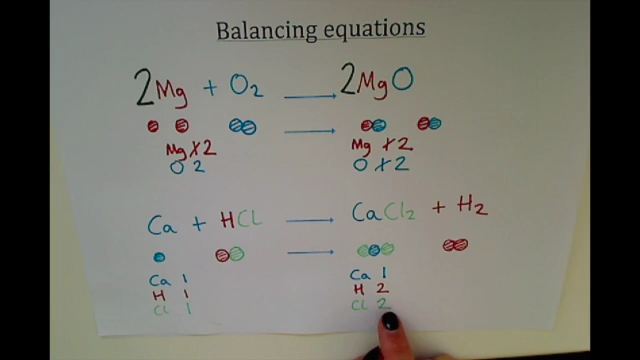 Balancing equations
2Mg + O2 → 2MgO
→
Mg 1̸ 2 Mg 1̸ 2
O 2 O 1̸ 2
Ca + HCl → CaCl2 + H2
→
Ca 1 Ca 1
H 1 H 2
Cl 1 Cl 2